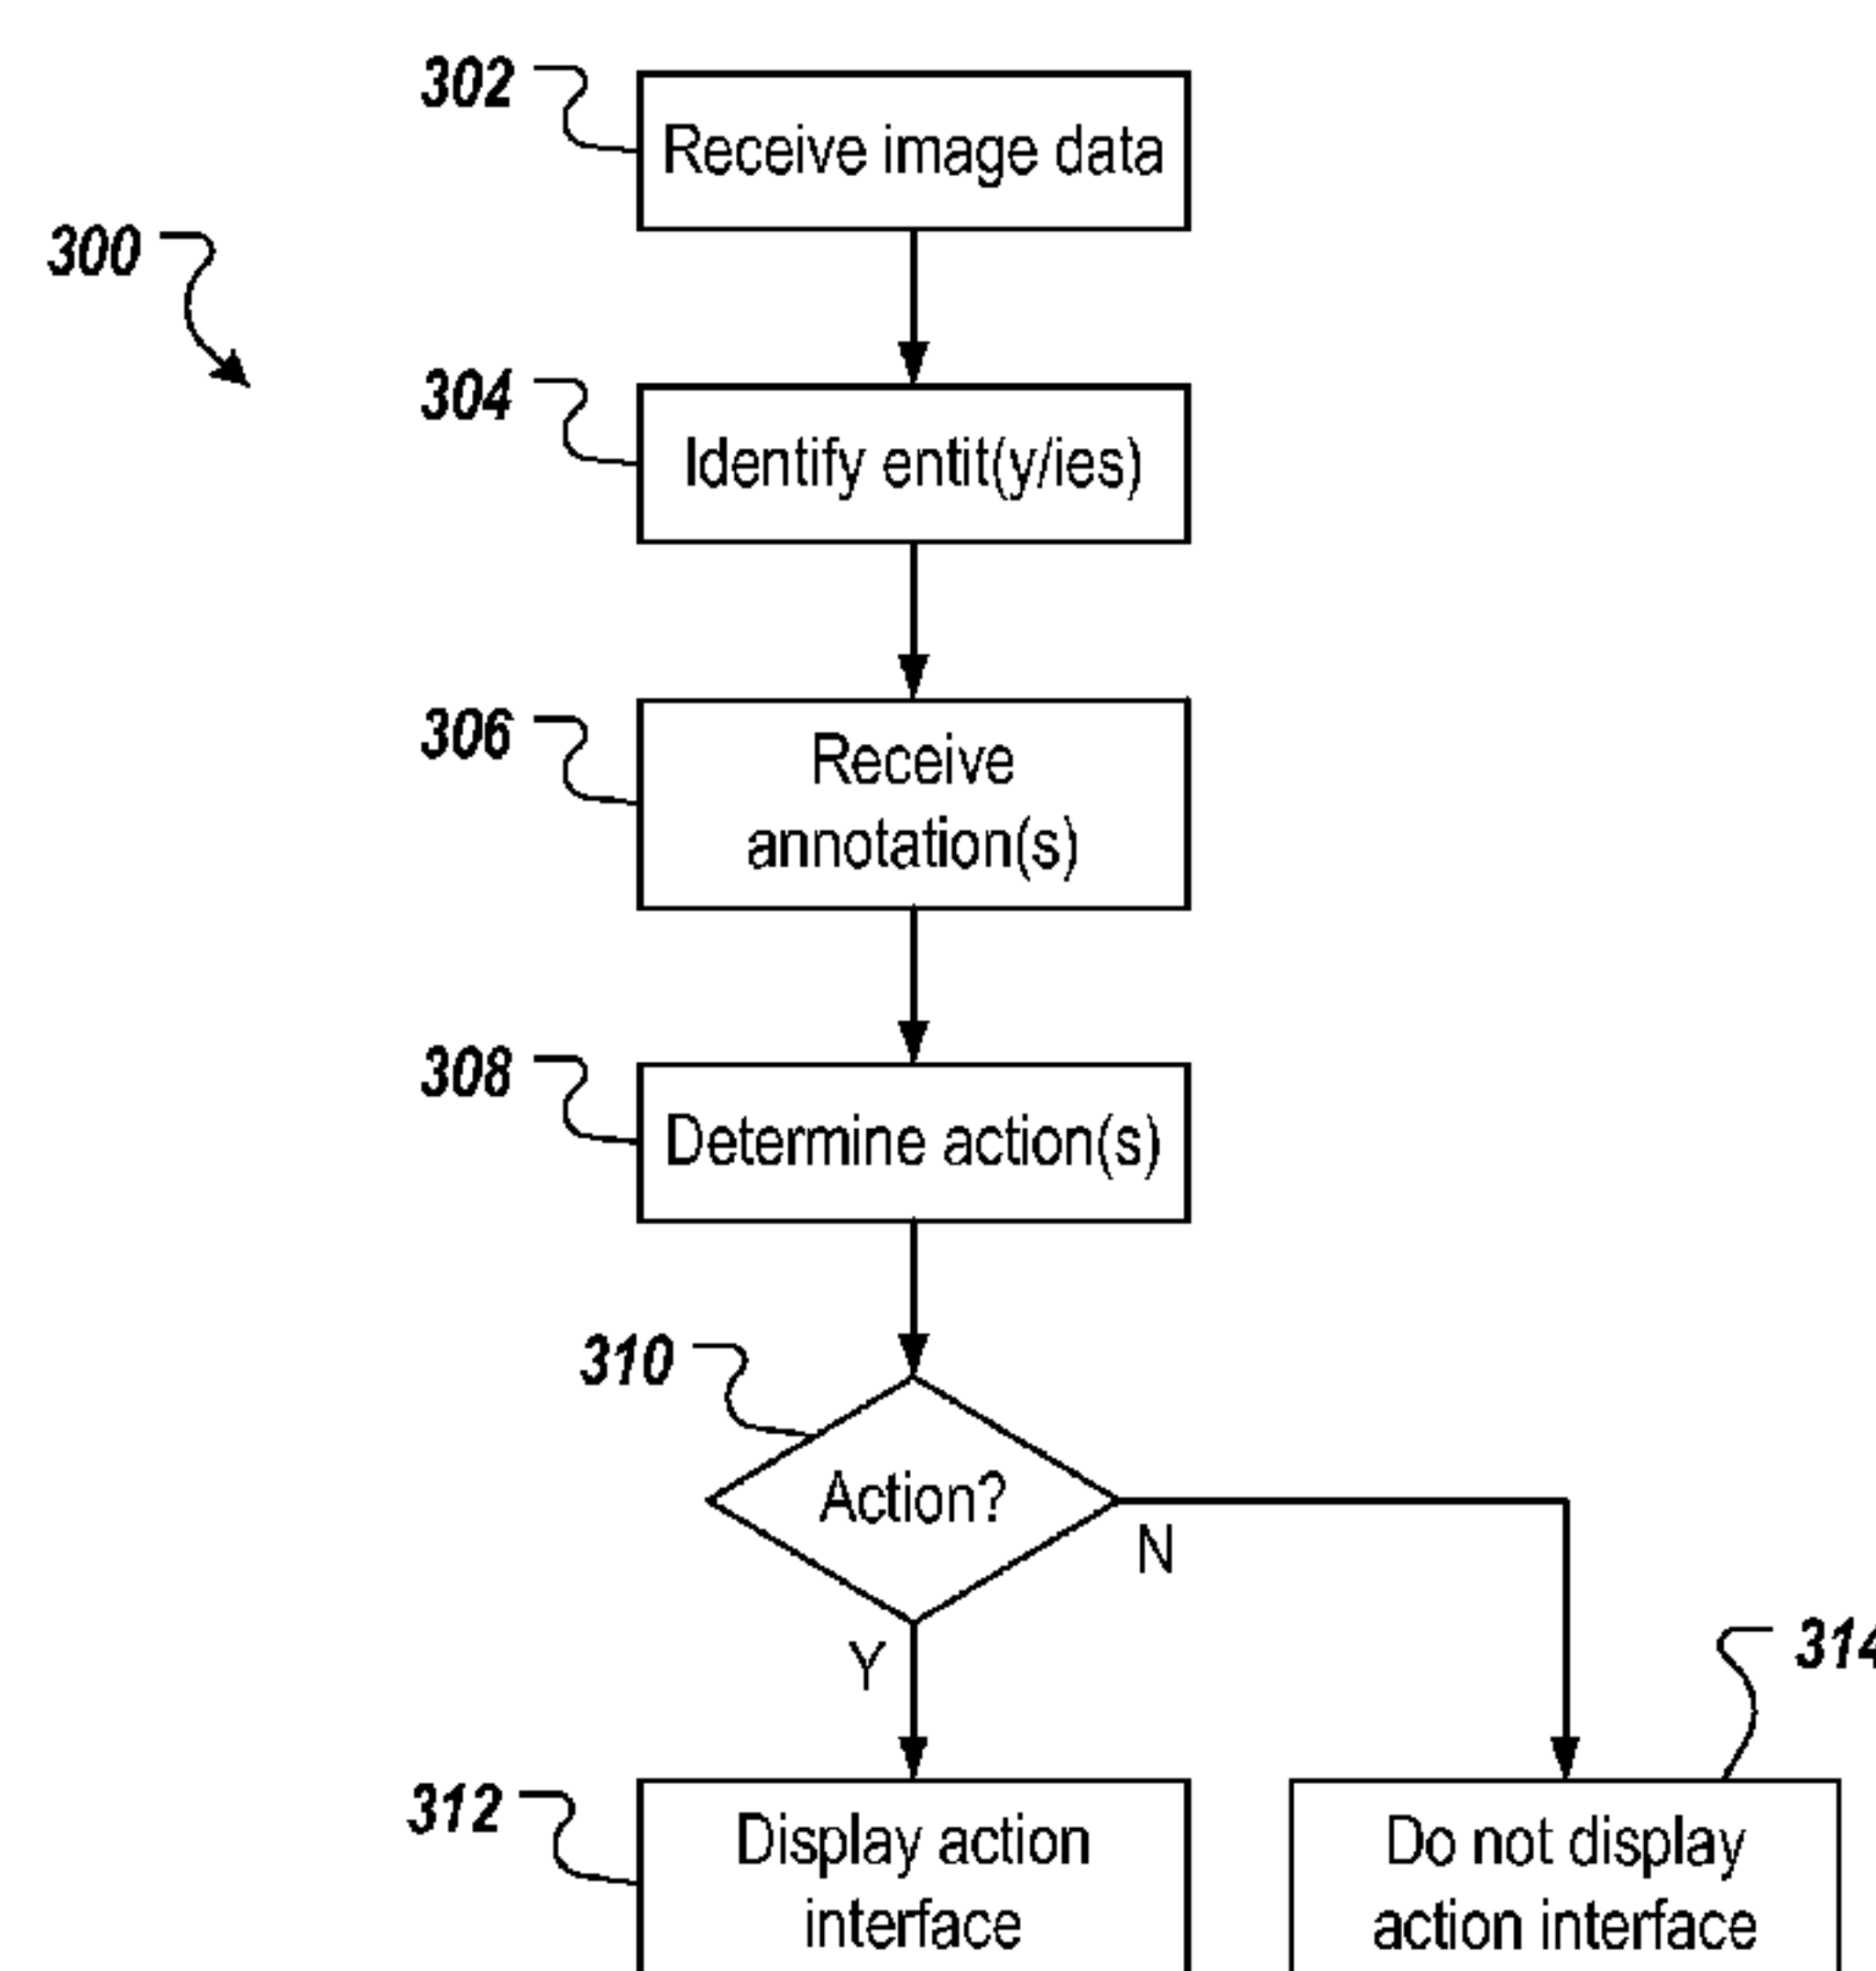 302
Receive image data
300
304
Identify entit(y/ies)
306
Receive
annotation(s)
308
Determine action(s)
310
Action?
N
Y
314
312
Display action
interface
Do not display
action interface